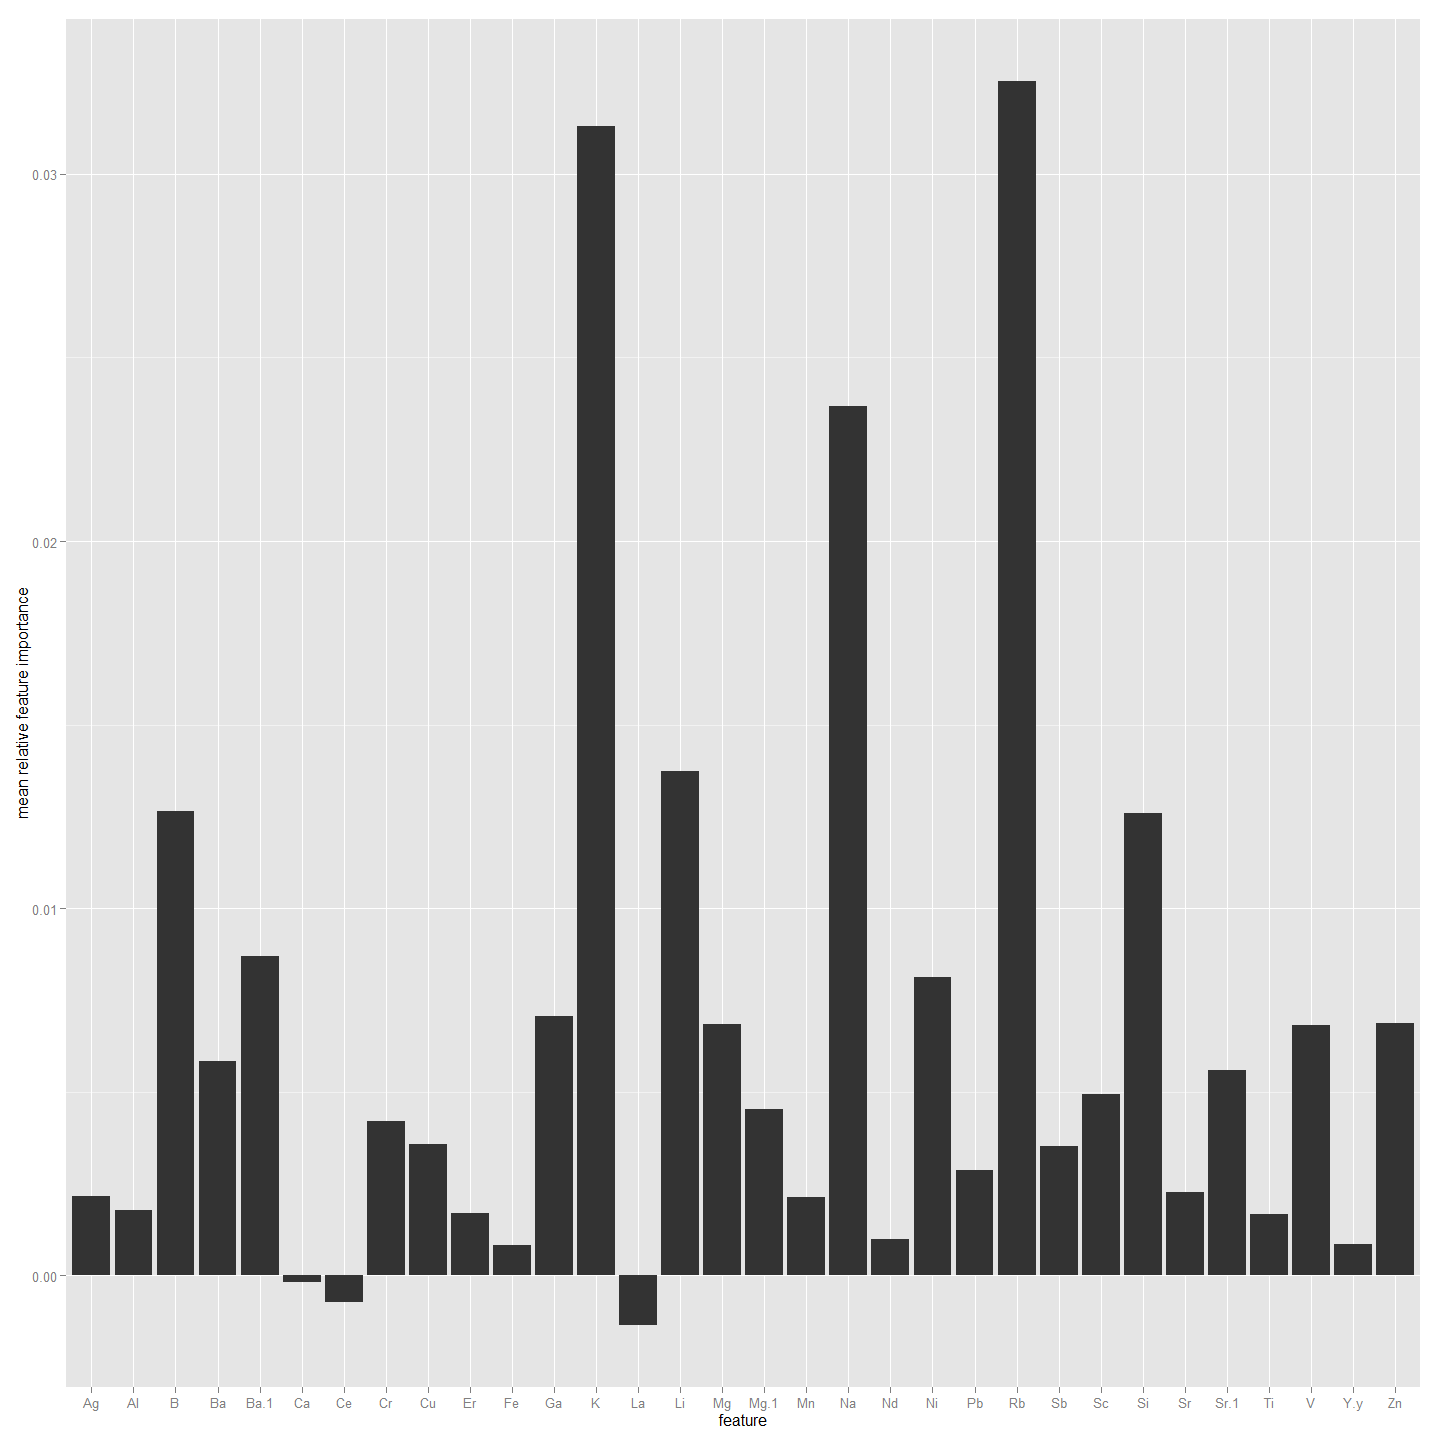 mean relative feature importance
0.03
0.02
0.01
0.00
Ag Al B Ba Ba.1 Ca Ce Cr Cu Er Fe Ga K La Li Mg Mg.1 Mn Na Nd Ni Pb Rb Sb Sc Si Sr Sr.1 Ti V Y.y Zn
feature